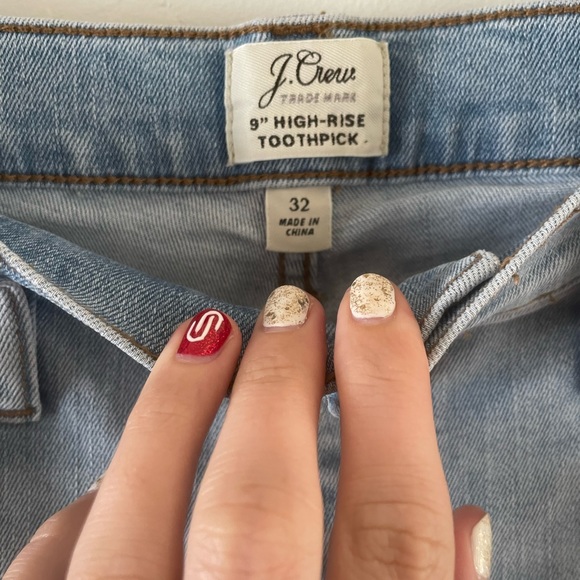 J.Crew
TRADE MARK
9" HIGH-RISE
TOOTHPICK
32
MADE IN
CHINA